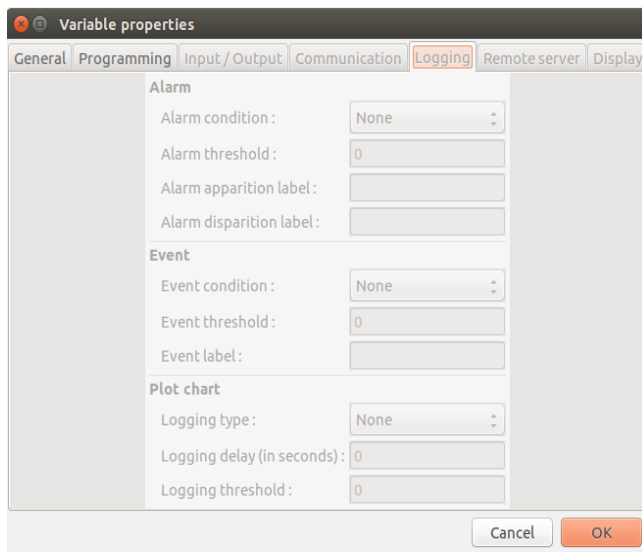 Variable properties
General Programming Input / Output Communication Logging Remote server Display
Alarm
Alarm condition : None
Alarm threshold : 0
Alarm apparition label :
Alarm disparition label :
Event
Event condition : None
Event threshold : 0
Event label :
Plot chart
Logging type : None
Logging delay (in seconds) : 0
Logging threshold : 0
Cancel OK